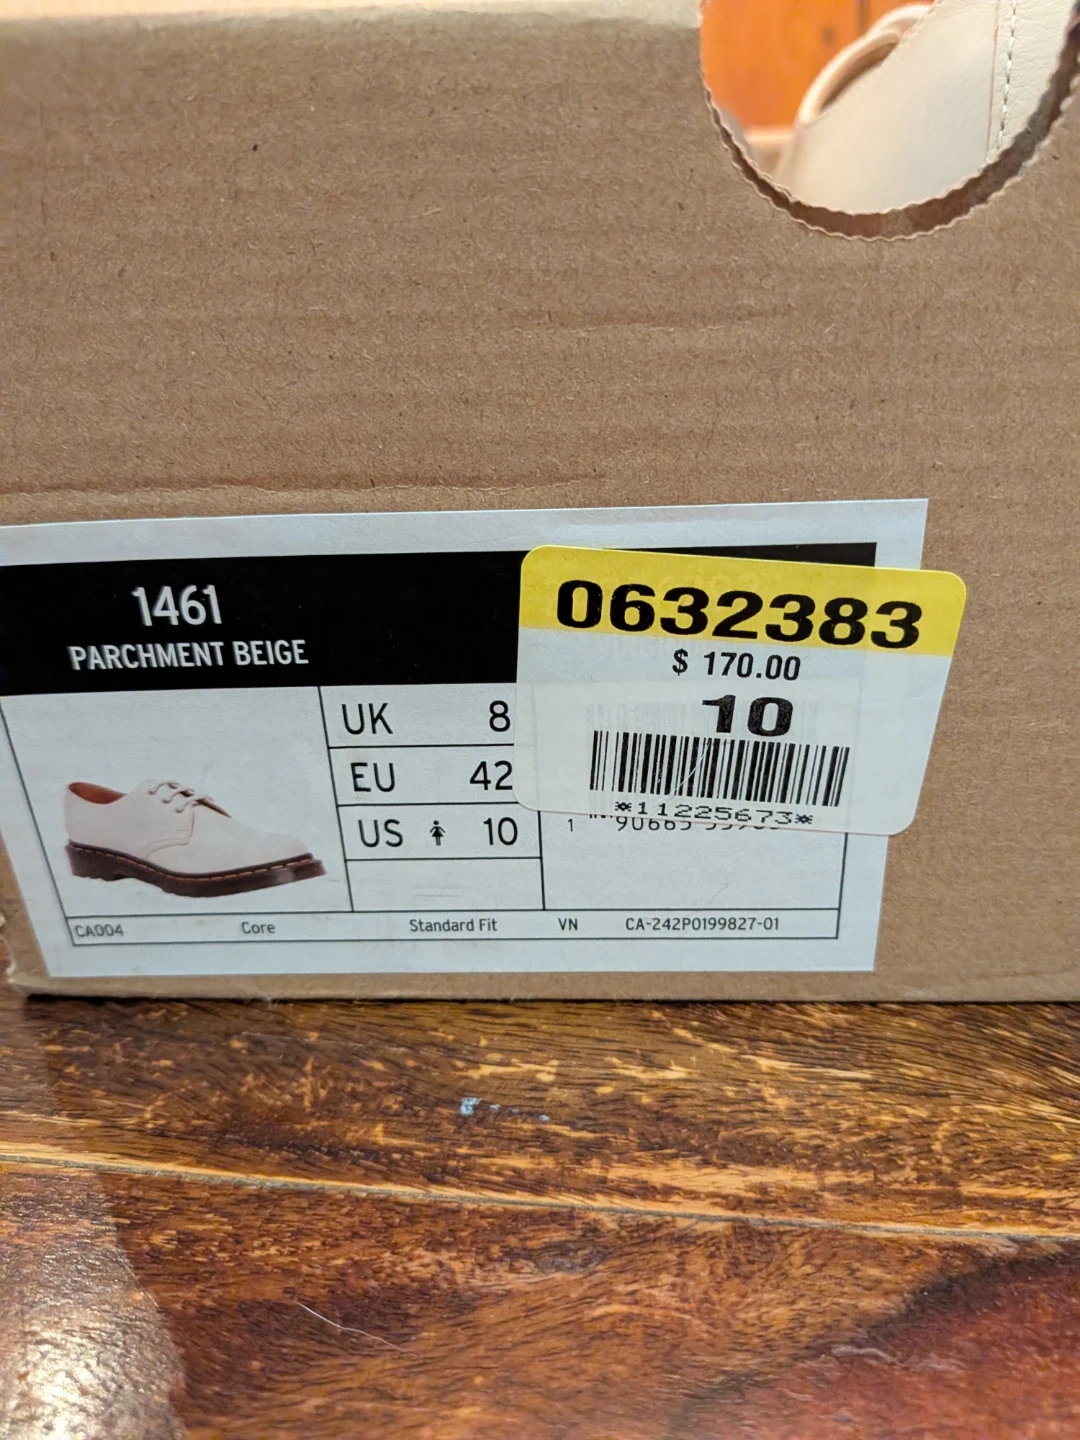 1461
PARCHMENT BEIGE
0632383
$ 170.00
10
*11225673*
UK 8
EU 42
US 10
1
CA004 Core Standard Fit VN CA-242P0199827-01